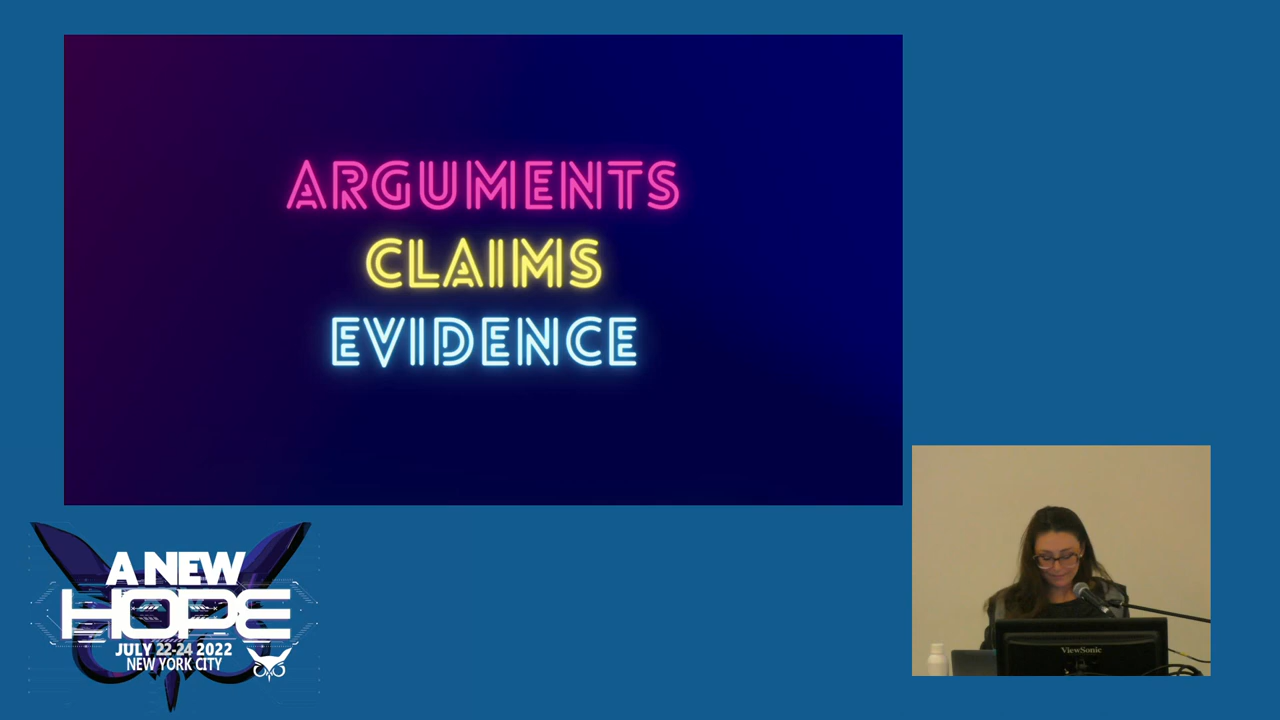 ARGUMENTS
CLAIMS
EVIDENCE
A NEW
HOPE
JULY 22-24 2022
NEW YORK CITY
ViewSonic